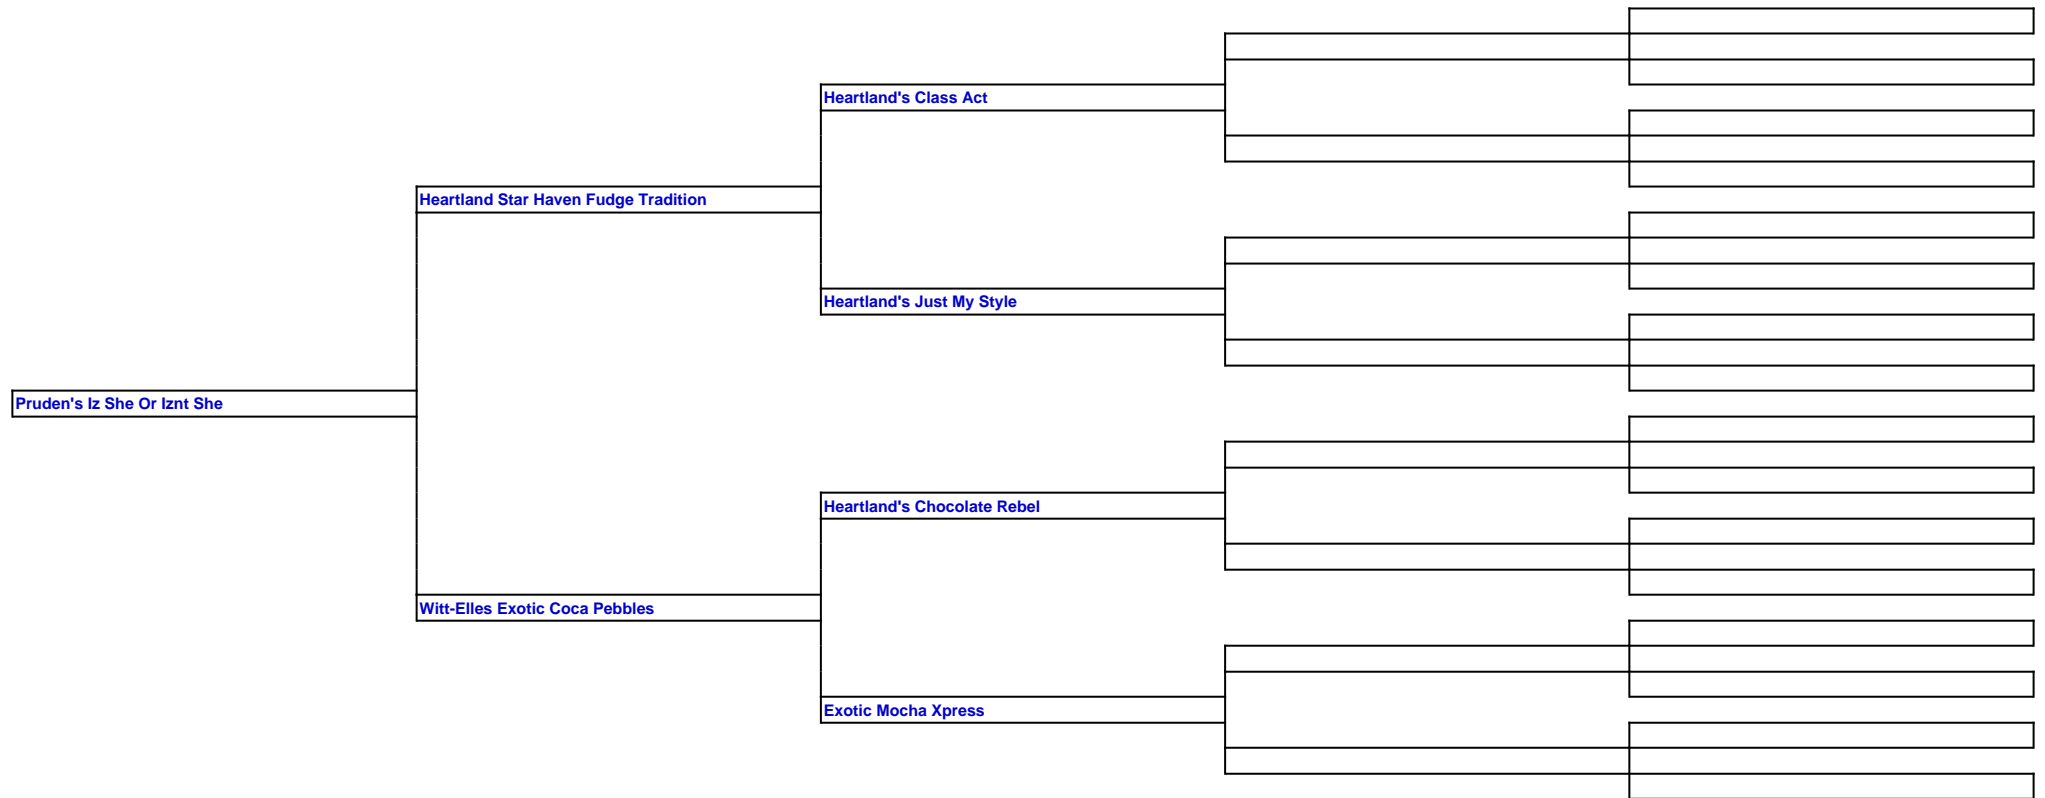 Heartland's Class Act
Heartland Star Haven Fudge Tradition
Heartland's Just My Style
Pruden's Iz She Or Iznt She
Heartland's Chocolate Rebel
Witt-Elles Exotic Coca Pebbles
Exotic Mocha Xpress